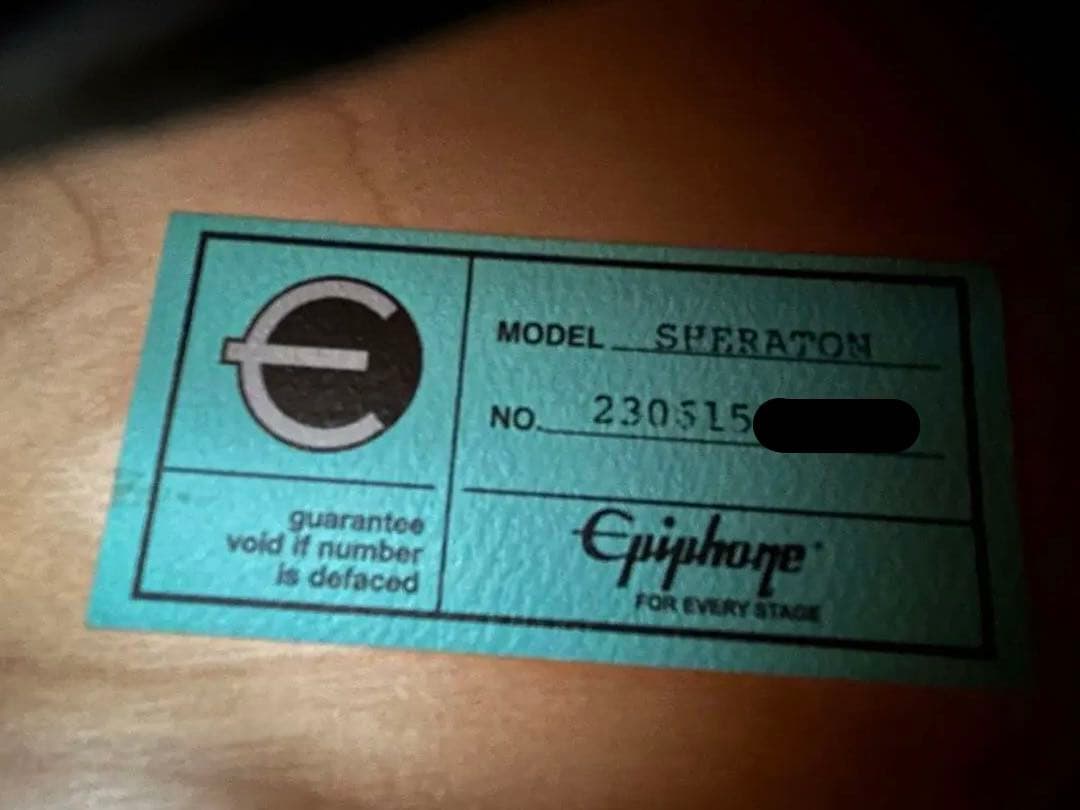 MODEL SHERATON
NO. 230515
guarantee
void if number
is defaced
Epiphone
FOR EVERY STAGE